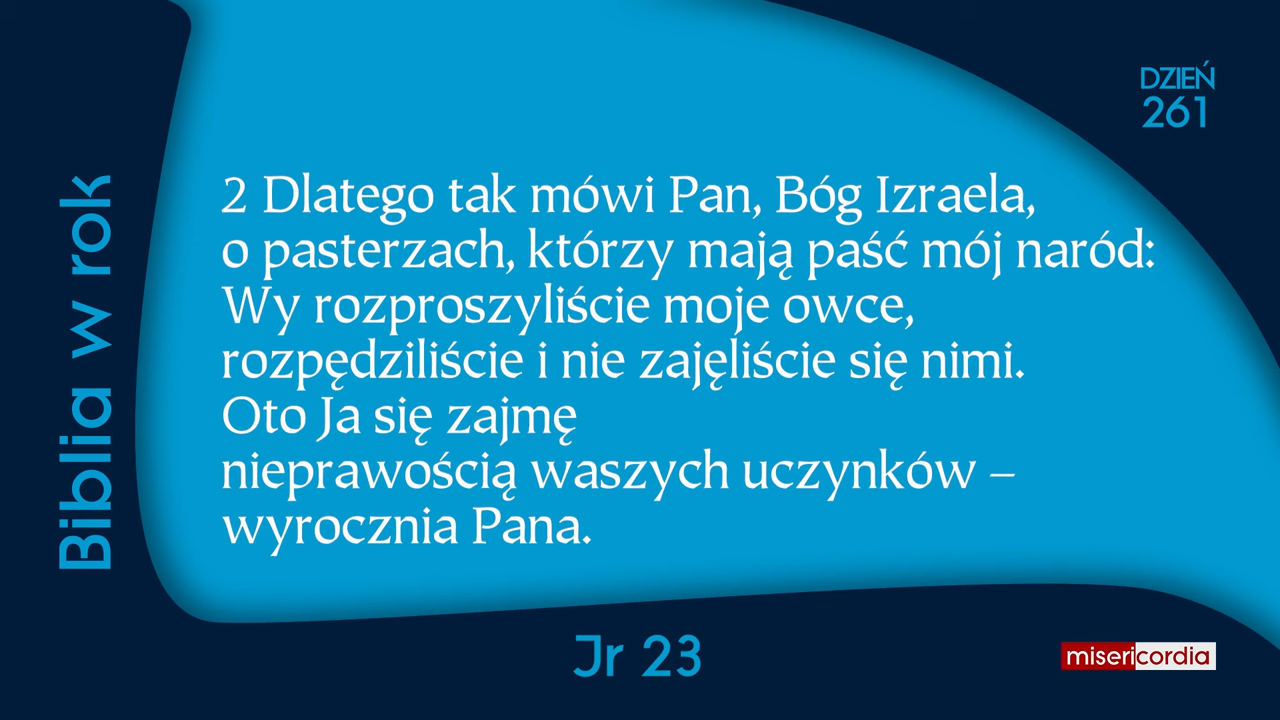 DZIEŃ
261
Biblia w rok
2 Dlatego tak mówi Pan, Bóg Izraela,
o pasterzach, którzy mają paść mój naród:
Wy rozproszyliście moje owce,
rozpędziliście i nie zajęliście się nimi.
Oto Ja się zajmę
nieprawością waszych uczynków –
wyrocznia Pana.
Jr 23
misericordia